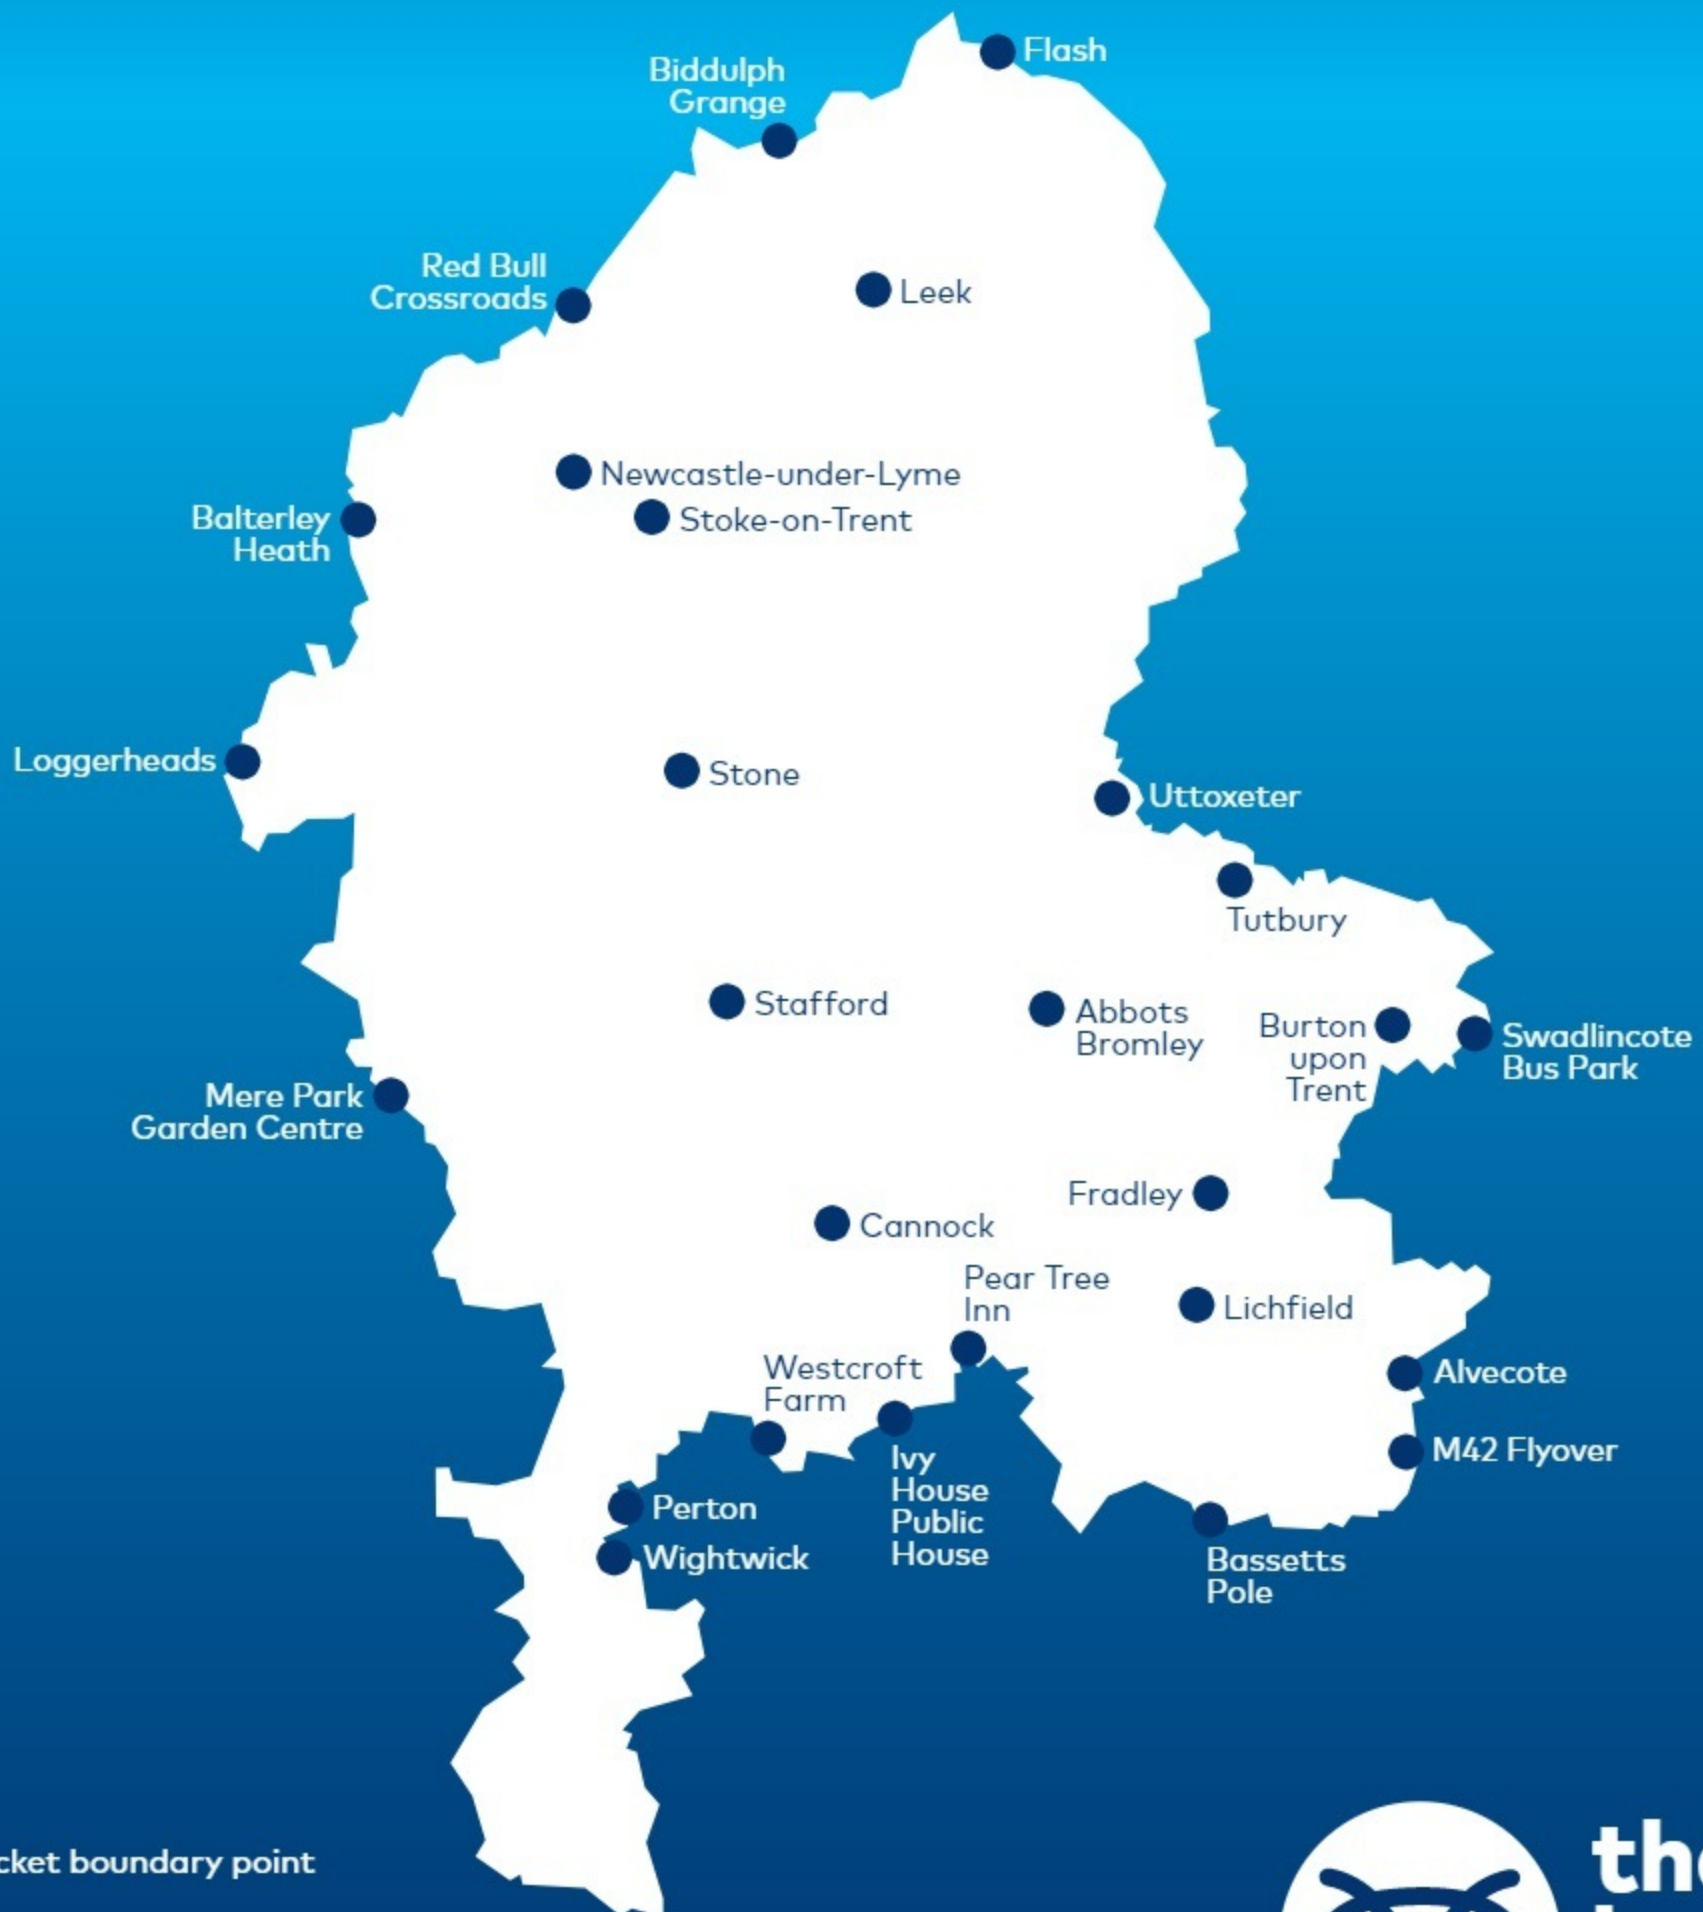 Flash
Biddulph
Grange
Red Bull
Crossroads
Leek
Newcastle-under-Lyme
Stoke-on-Trent
Balterley
Heath
Loggerheads
Stone
Uttoxeter
Tutbury
Stafford
Abbots
Bromley
Burton
upon
Trent
Swadlincote
Bus Park
Mere Park
Garden Centre
Fradley
Cannock
Pear Tree
Inn
Lichfield
Westcroft
Farm
Alvecote
M42 Flyover
Ivy
House
Public
House
Perton
Wightwick
Bassetts
Pole
boundary point